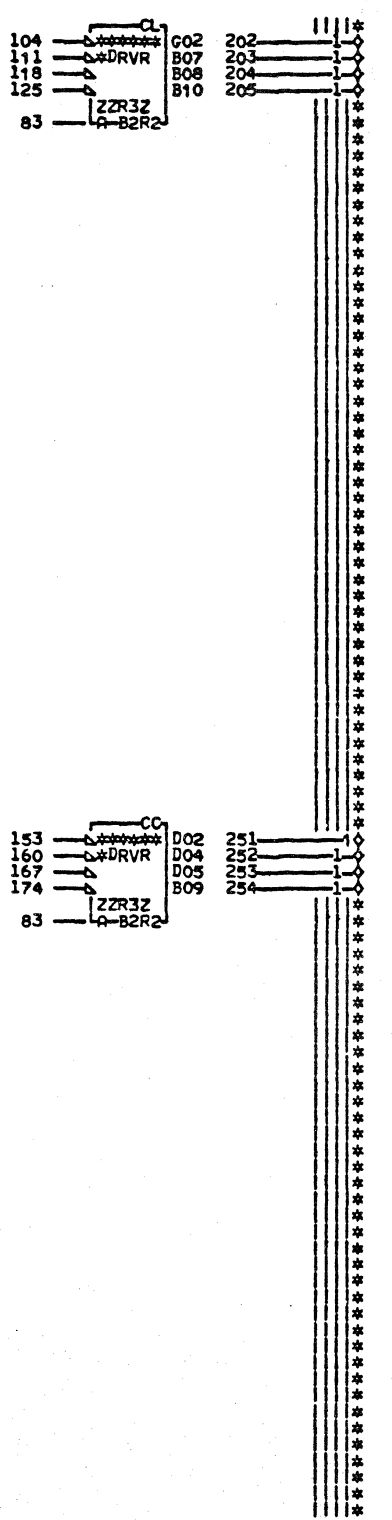 CL
104 ****** G02 202 1
111 *DRVR B07 203 1
118 B08 204 1
125 B10 205 1
ZZR3Z
83 A B2R2
CC
153 ****** D02 251 1
160 *DRVR D04 252 1
167 D05 253 1
174 B09 254 1
ZZR3Z
83 A B2R2